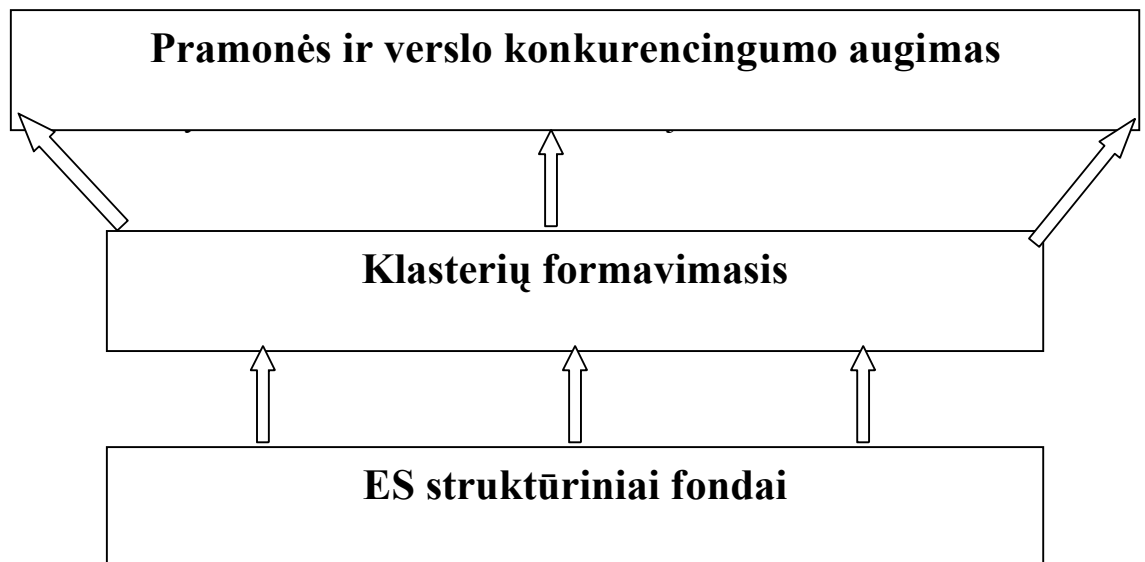 Pramonės ir verslo konkurencingumo augimas
Klasterių formavimasis
ES struktūriniai fondai